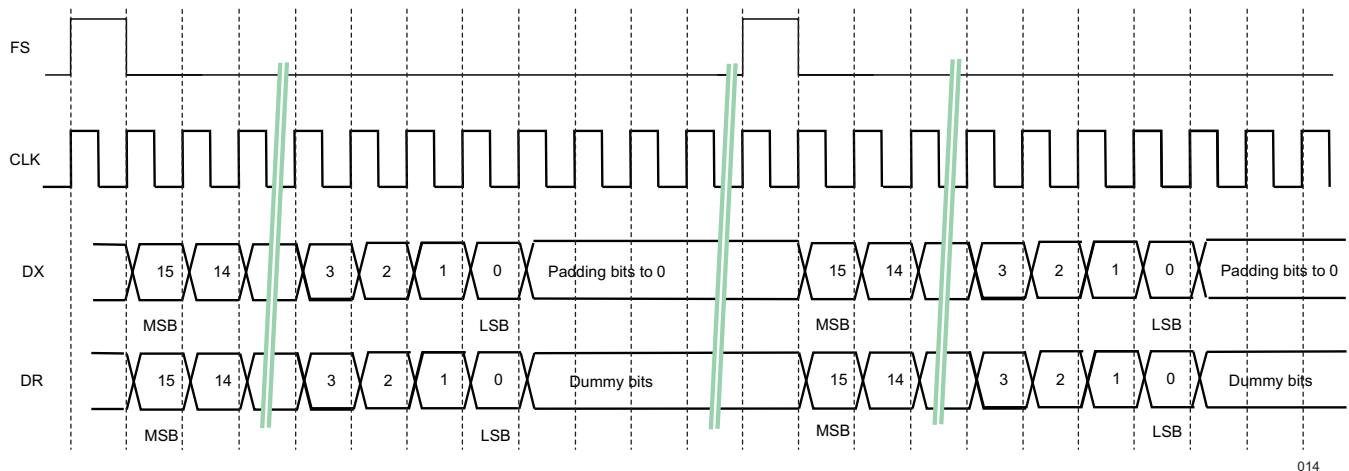 FS
CLK
DX 15 14 3 2 1 0 Padding bits to 0 15 14 3 2 1 0 Padding bits to 0
MSB LSB MSB LSB
DR 15 14 3 2 1 0 Dummy bits 15 14 3 2 1 0 Dummy bits
MSB LSB MSB LSB
014